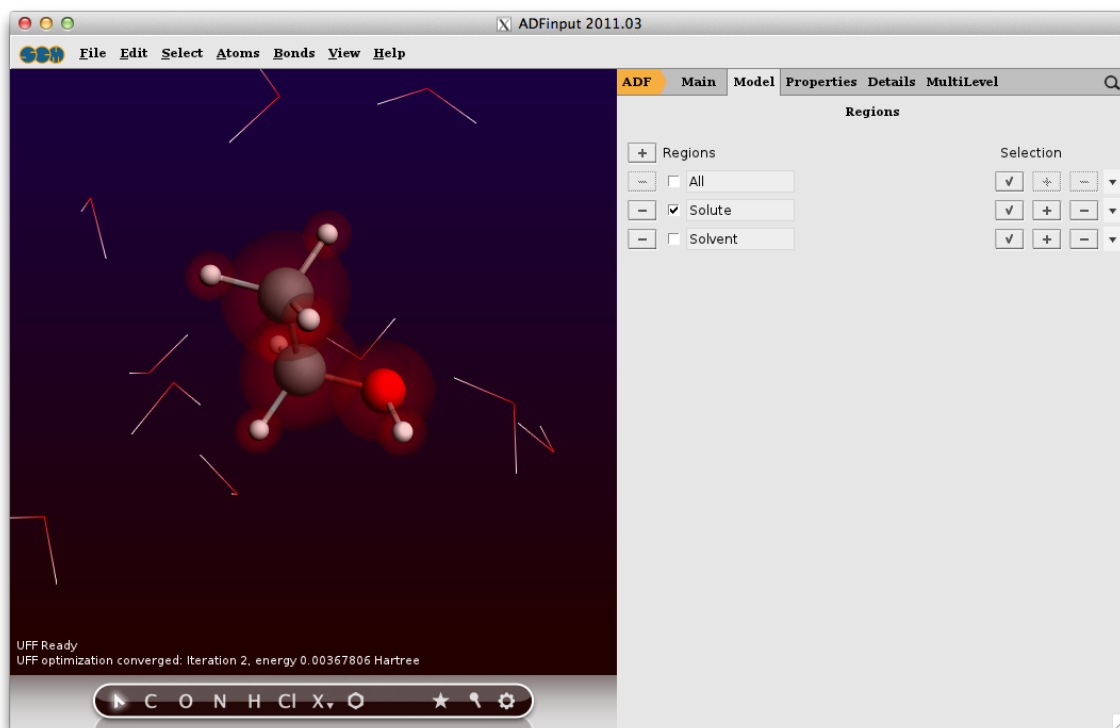 X ADFinput 2011.03
SCM File Edit Select Atoms Bonds View Help
ADF Main Model Properties Details MultiLevel
Regions
+ Regions Selection
All
Solute
Solvent
UFF Ready
UFF optimization converged: Iteration 2, energy 0.00367806 Hartree
C O N H Cl X